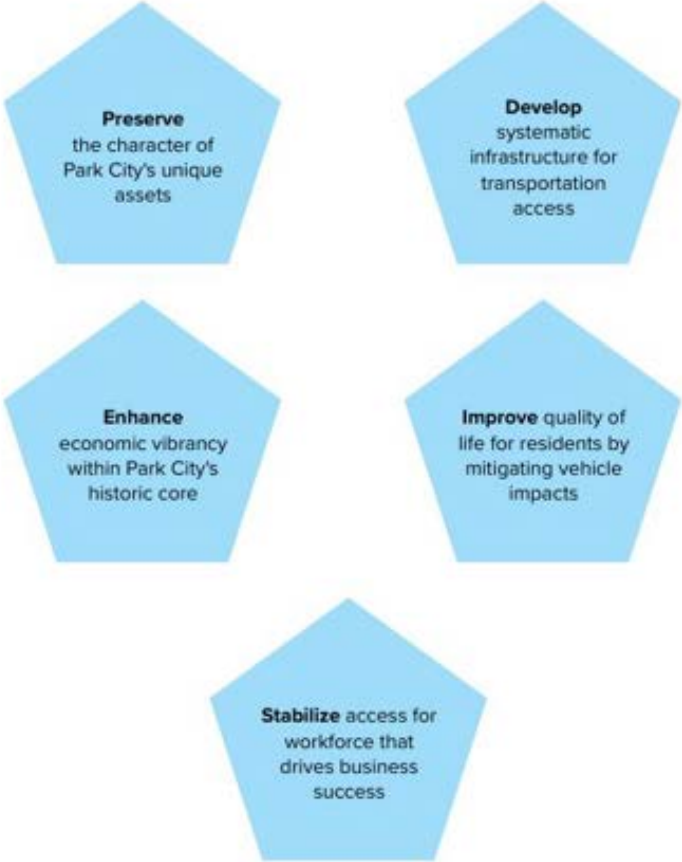 Preserve
the character of
Park City's unique
assets
Develop
systematic
infrastructure for
transportation
access
Enhance
economic vibrancy
within Park City's
historic core
Improve quality of
life for residents by
mitigating vehicle
impacts
Stabilize access for
workforce that
drives business
success